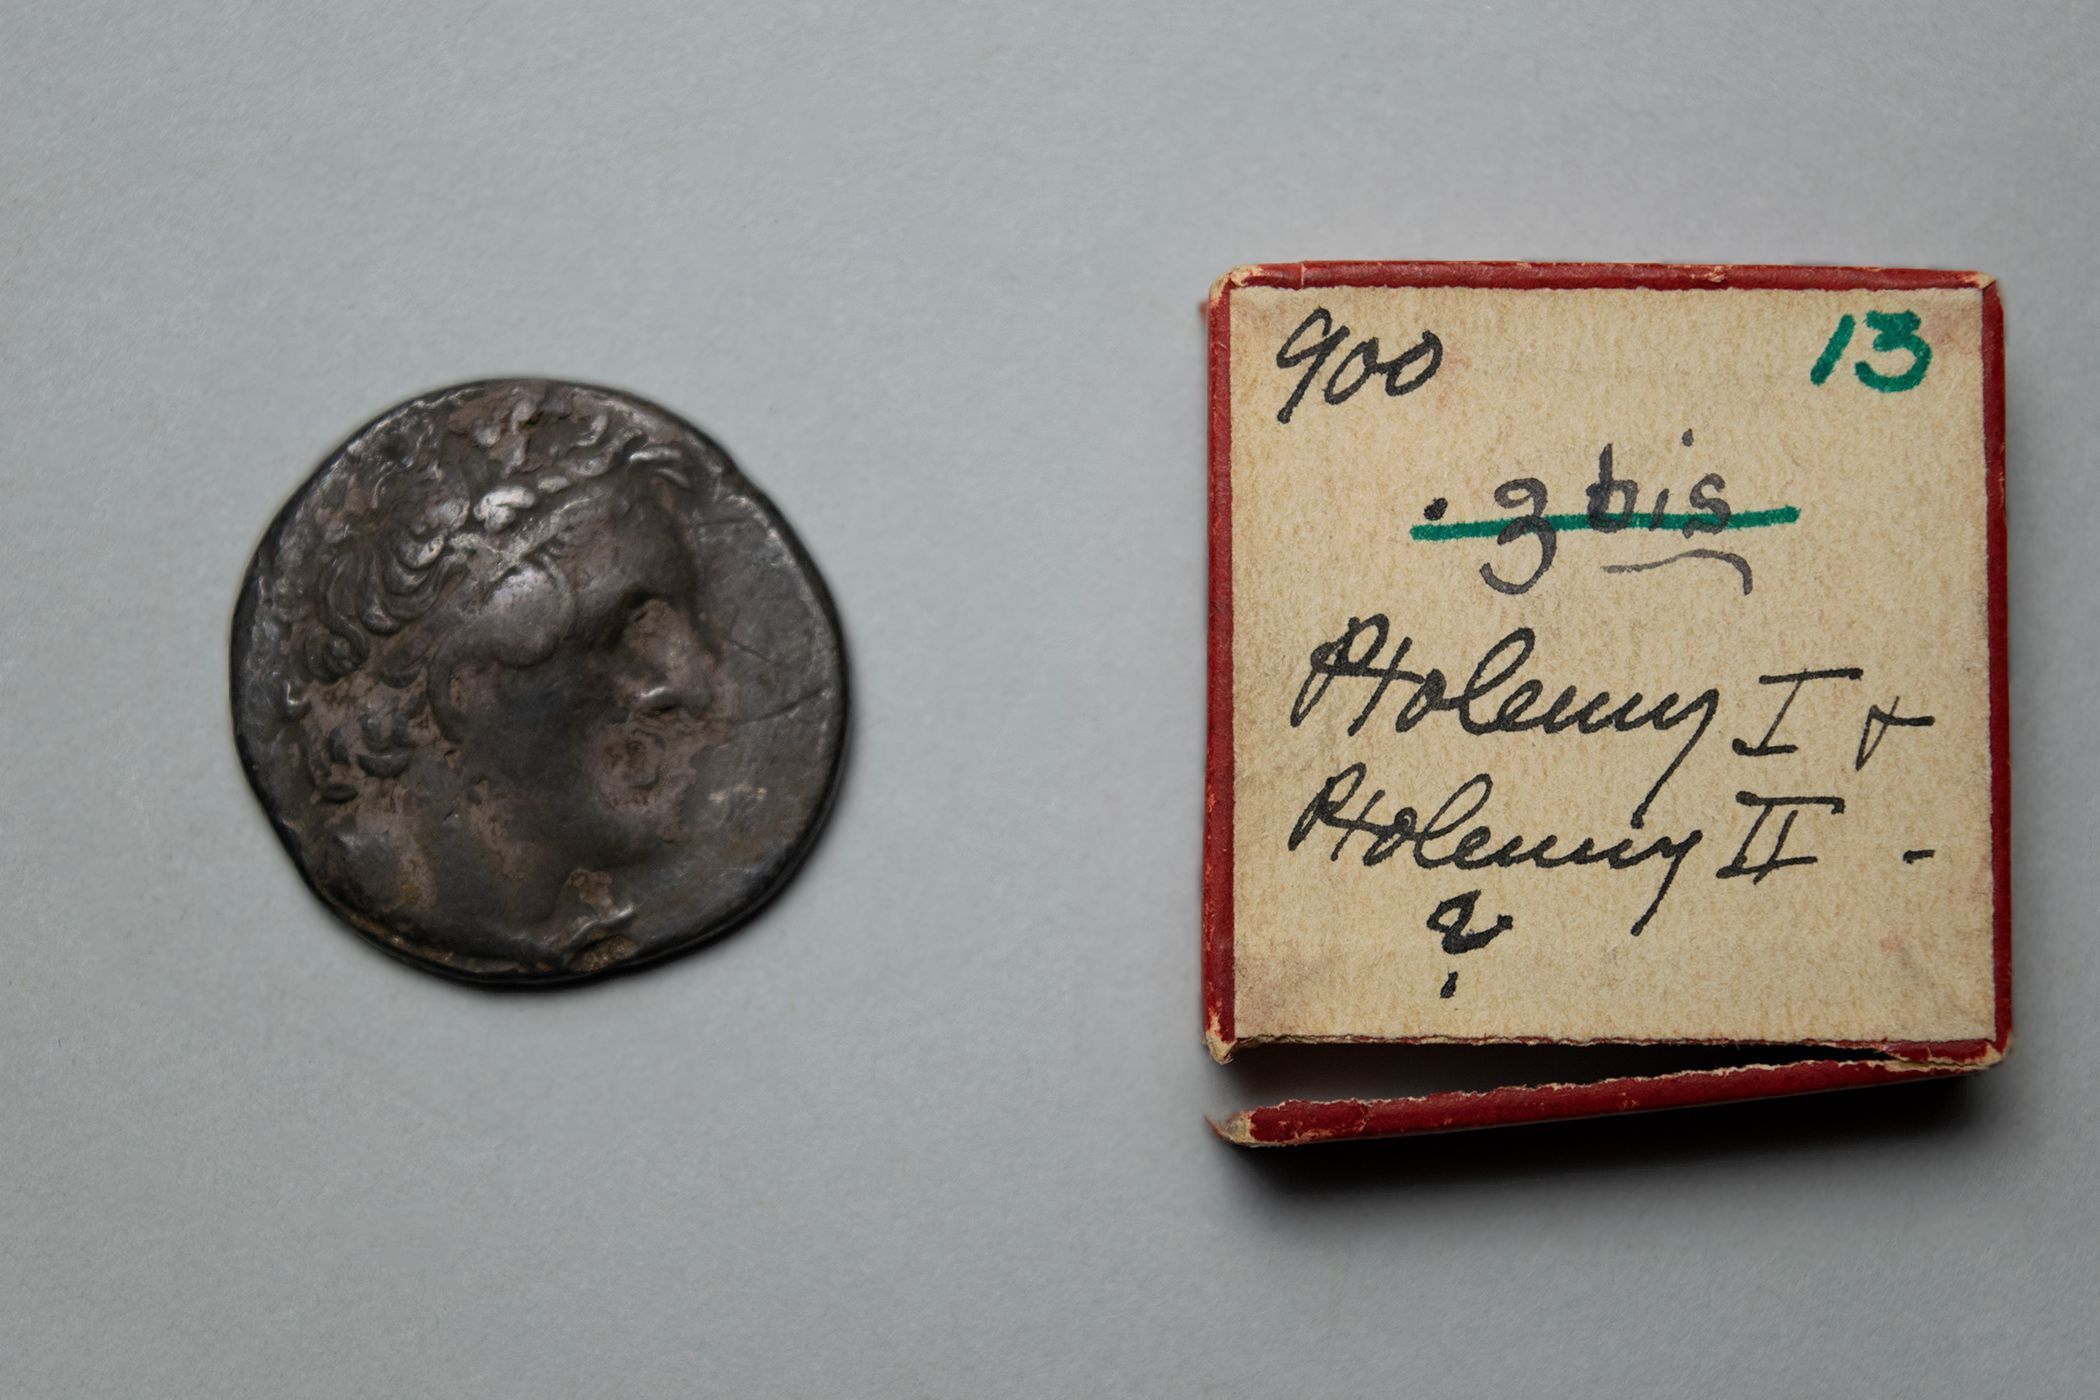 900 13
. 3 bis
Ptolemy I +
Ptolemy II -
?